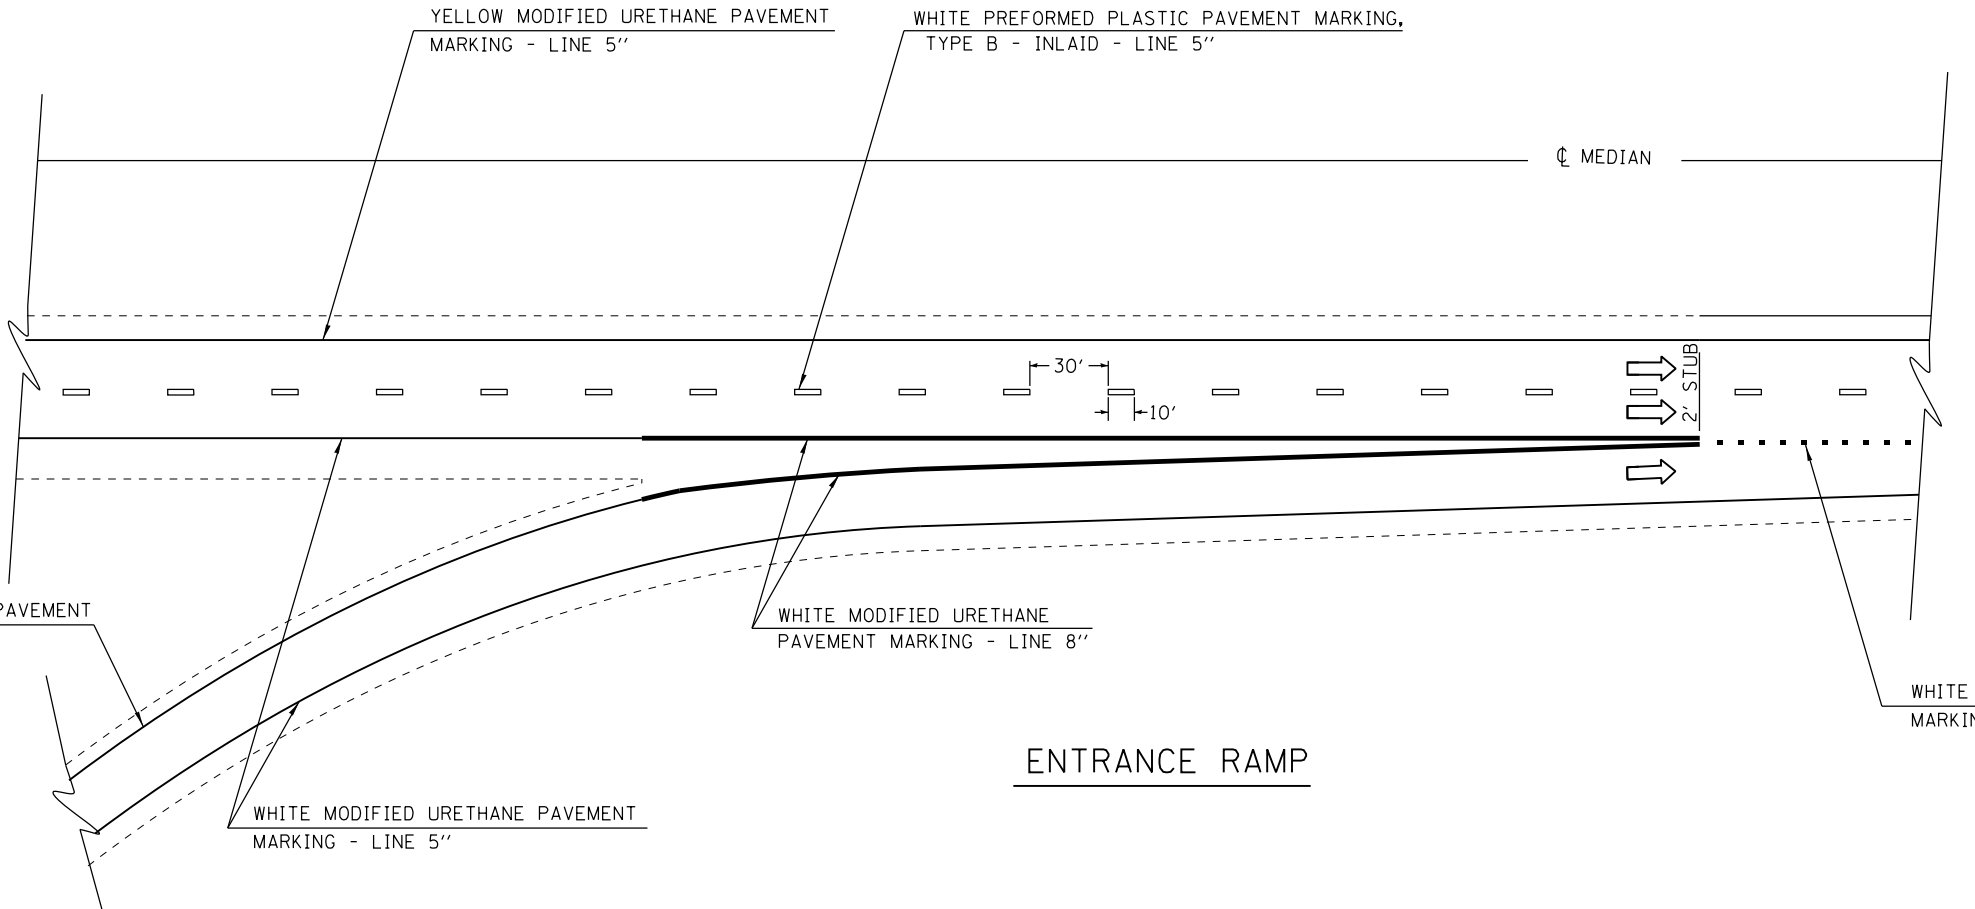 YELLOW MODIFIED URETHANE PAVEMENT
MARKING - LINE 5''
WHITE PREFORMED PLASTIC PAVEMENT MARKING,
TYPE B - INLAID - LINE 5''
℄ MEDIAN
30'
10'
2' STUB
PAVEMENT
WHITE MODIFIED URETHANE
PAVEMENT MARKING - LINE 8''
WHITE
ENTRANCE RAMP
WHITE MODIFIED URETHANE PAVEMENT
MARKING - LINE 5''